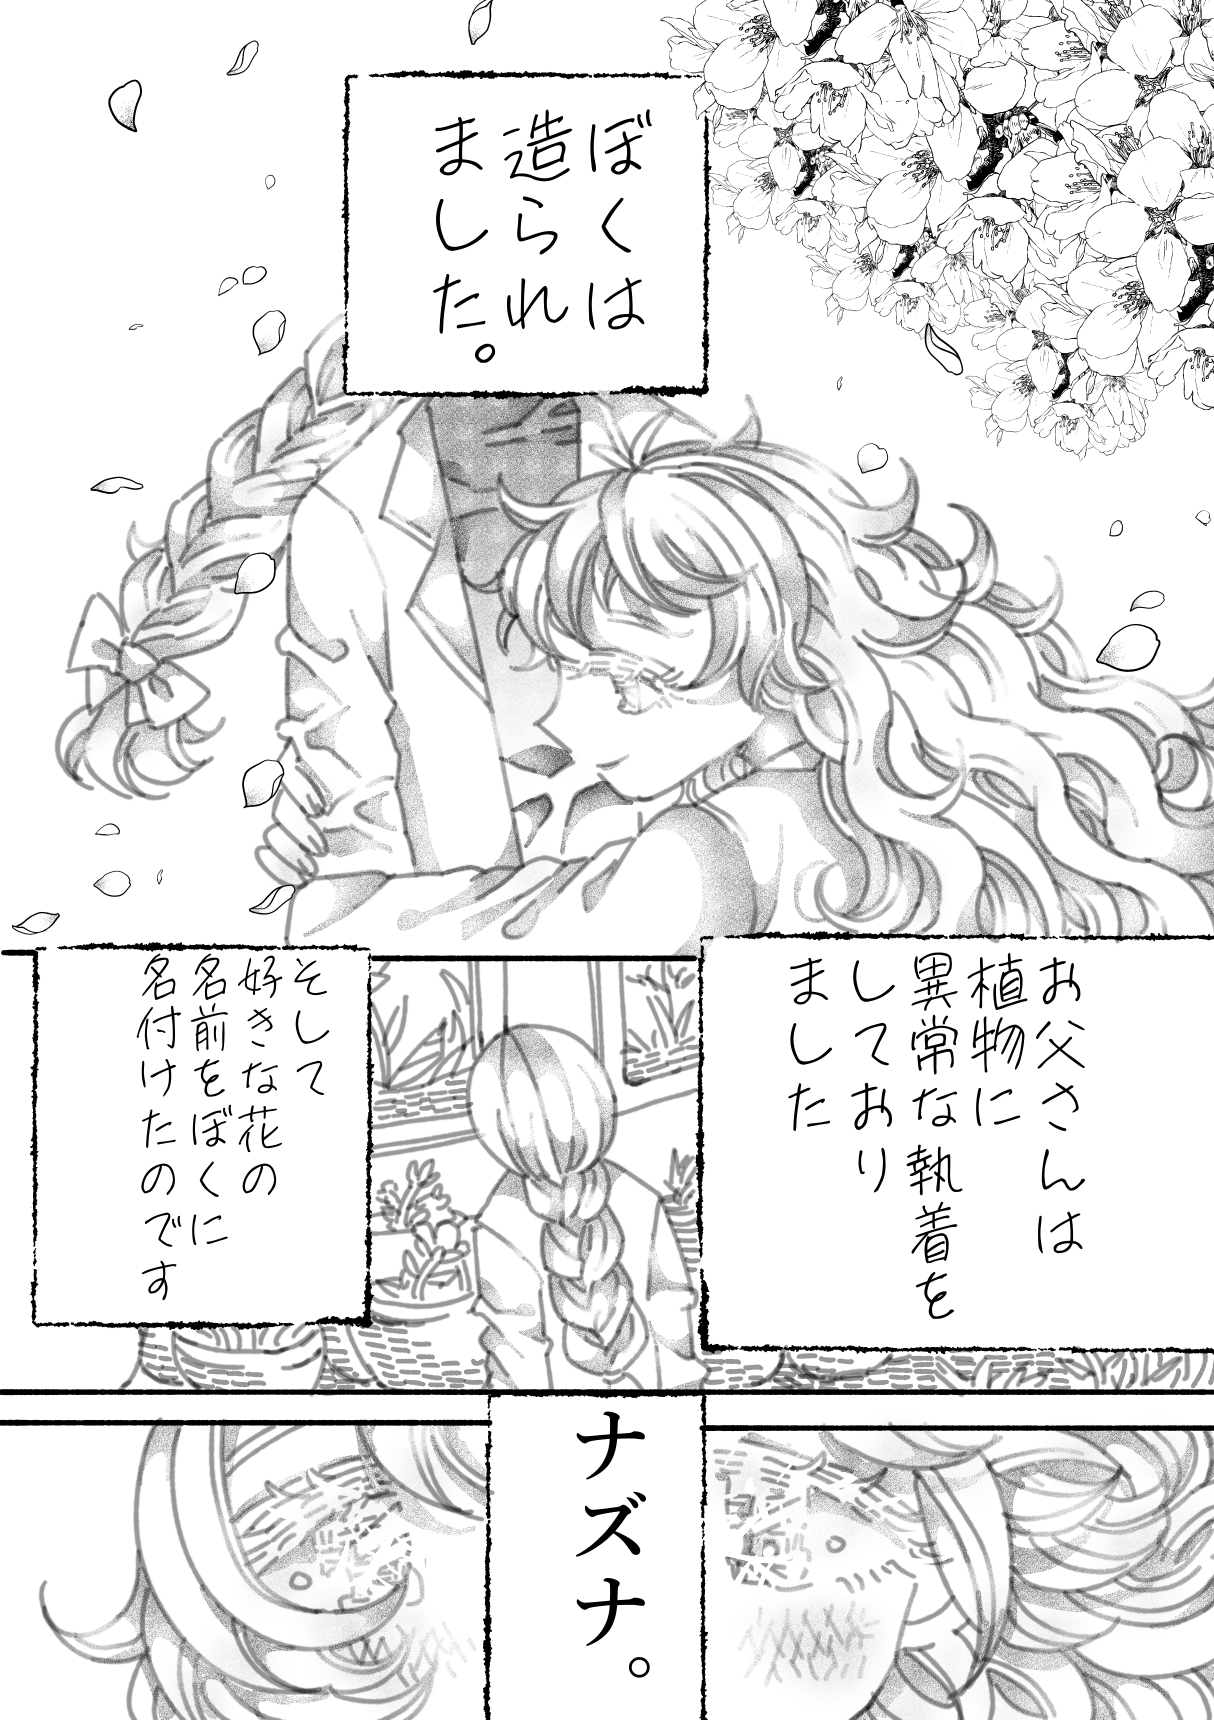 ぼくは
造られ
ました。
お父さんは
植物に
異常な執着を
しており
ました
そして
好きな花の
名前をぼくに
名付けたのです
ナズナ。